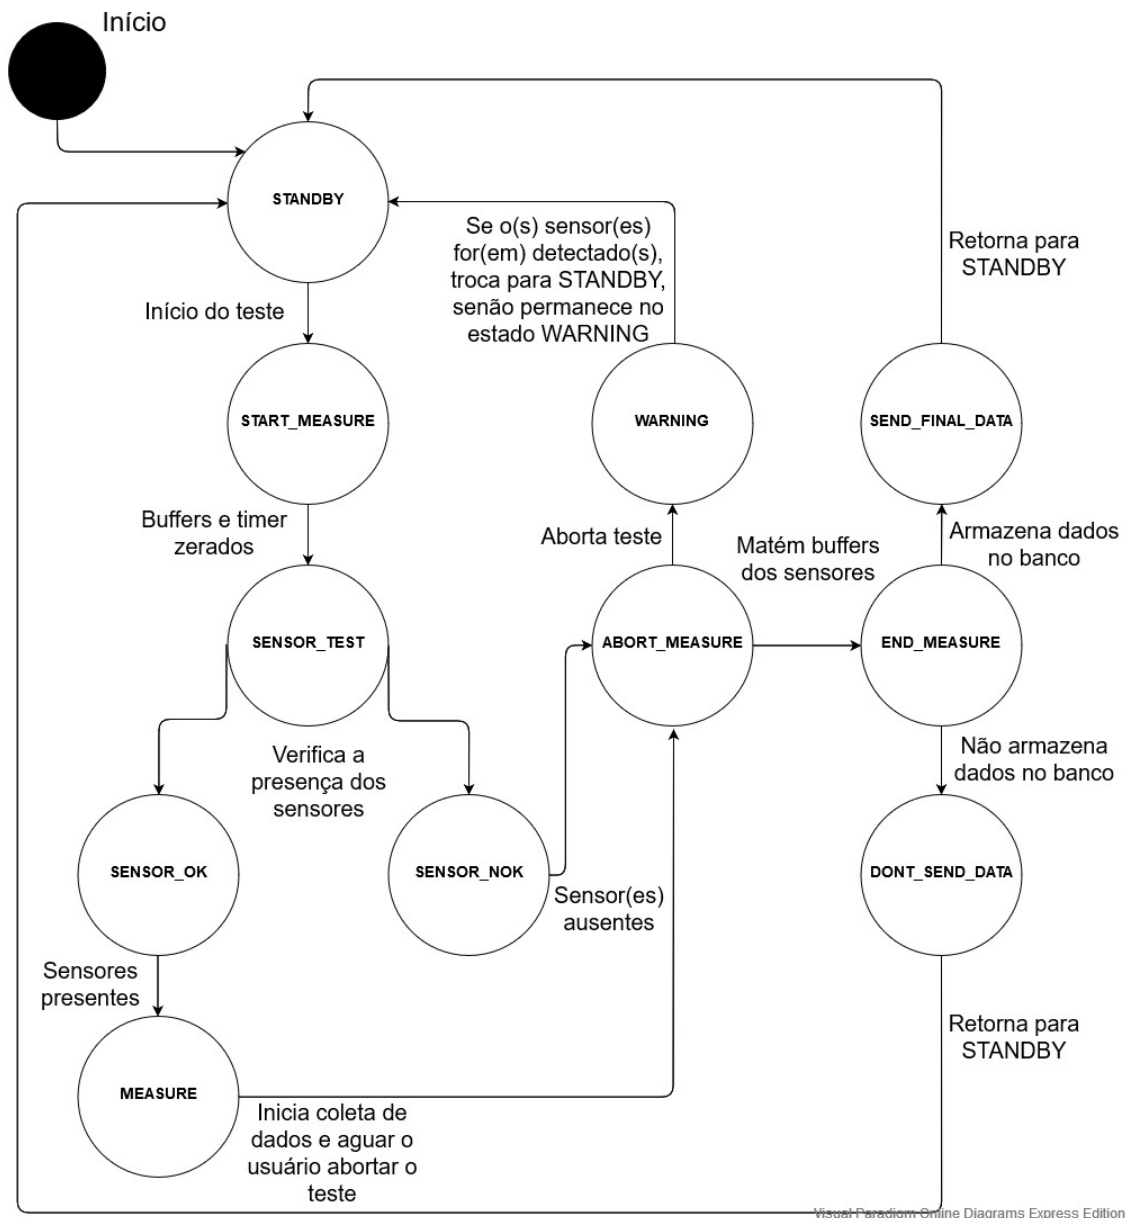 Início
STANDBY
Se o(s) sensor(es)
for(em) detectado(s),
troca para STANDBY,
senão permanece no
estado WARNING
Retorna para
STANDBY
Início do teste
START_MEASURE
WARNING
SEND_FINAL_DATA
Buffers e timer
zerados
Aborta teste
Matém buffers
dos sensores
Armazena dados
no banco
SENSOR_TEST
ABORT_MEASURE
END_MEASURE
Verifica a
presença dos
sensores
Não armazena
dados no banco
SENSOR_OK
SENSOR_NOK
DONT_SEND_DATA
Sensor(es)
ausentes
Sensores
presentes
Retorna para
STANDBY
MEASURE
Inicia coleta de
dados e aguar o
usuário abortar o
teste
Visual Paradigm Online Diagrams Express Edition